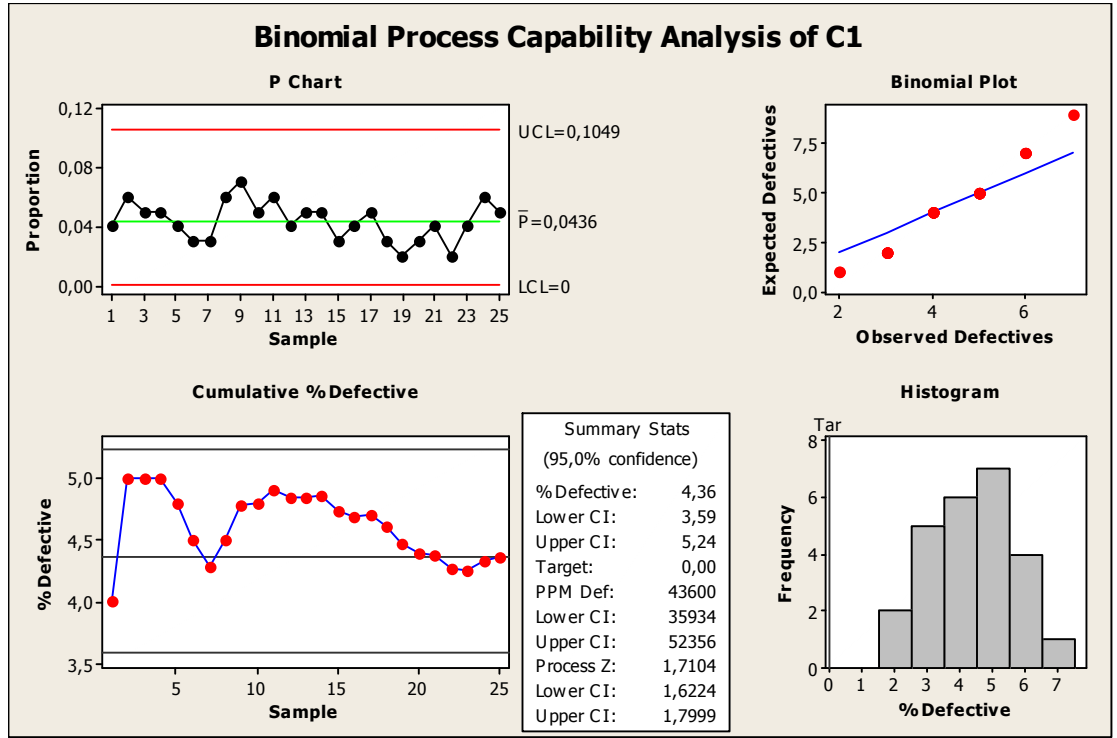 Binomial Process Capability Analysis of C1
P Chart
Proportion
0,12
0,08
0,04
0,00
UCL=0,1049
_
P=0,0436
LCL=0
1 3 5 7 9 11 13 15 17 19 21 23 25
Sample
Binomial Plot
Expected Defectives
7,5
5,0
2,5
0,0
2 4 6
Observed Defectives
Cumulative %Defective
%Defective
5,0
4,5
4,0
3,5
5 10 15 20 25
Sample
Summary Stats
(95,0% confidence)
%Defective: 4,36
Lower CI: 3,59
Upper CI: 5,24
Target: 0,00
PPM Def: 43600
Lower CI: 35934
Upper CI: 52356
Process Z: 1,7104
Lower CI: 1,6224
Upper CI: 1,7999
Histogram
Tar
Frequency
8
6
4
2
0
0 1 2 3 4 5 6 7
%Defective